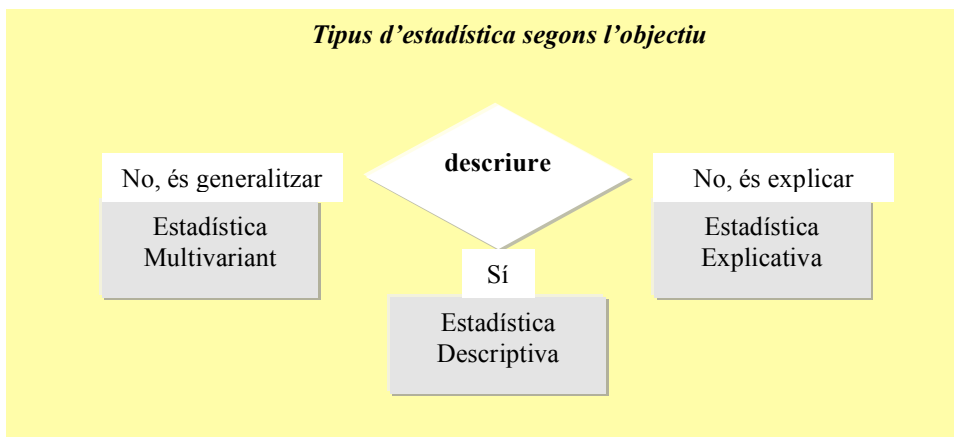 Tipus d’estadística segons l’objectiu
descriure
No, és generalitzar
Estadística
Multivariant
No, és explicar
Estadística
Explicativa
Sí
Estadística
Descriptiva